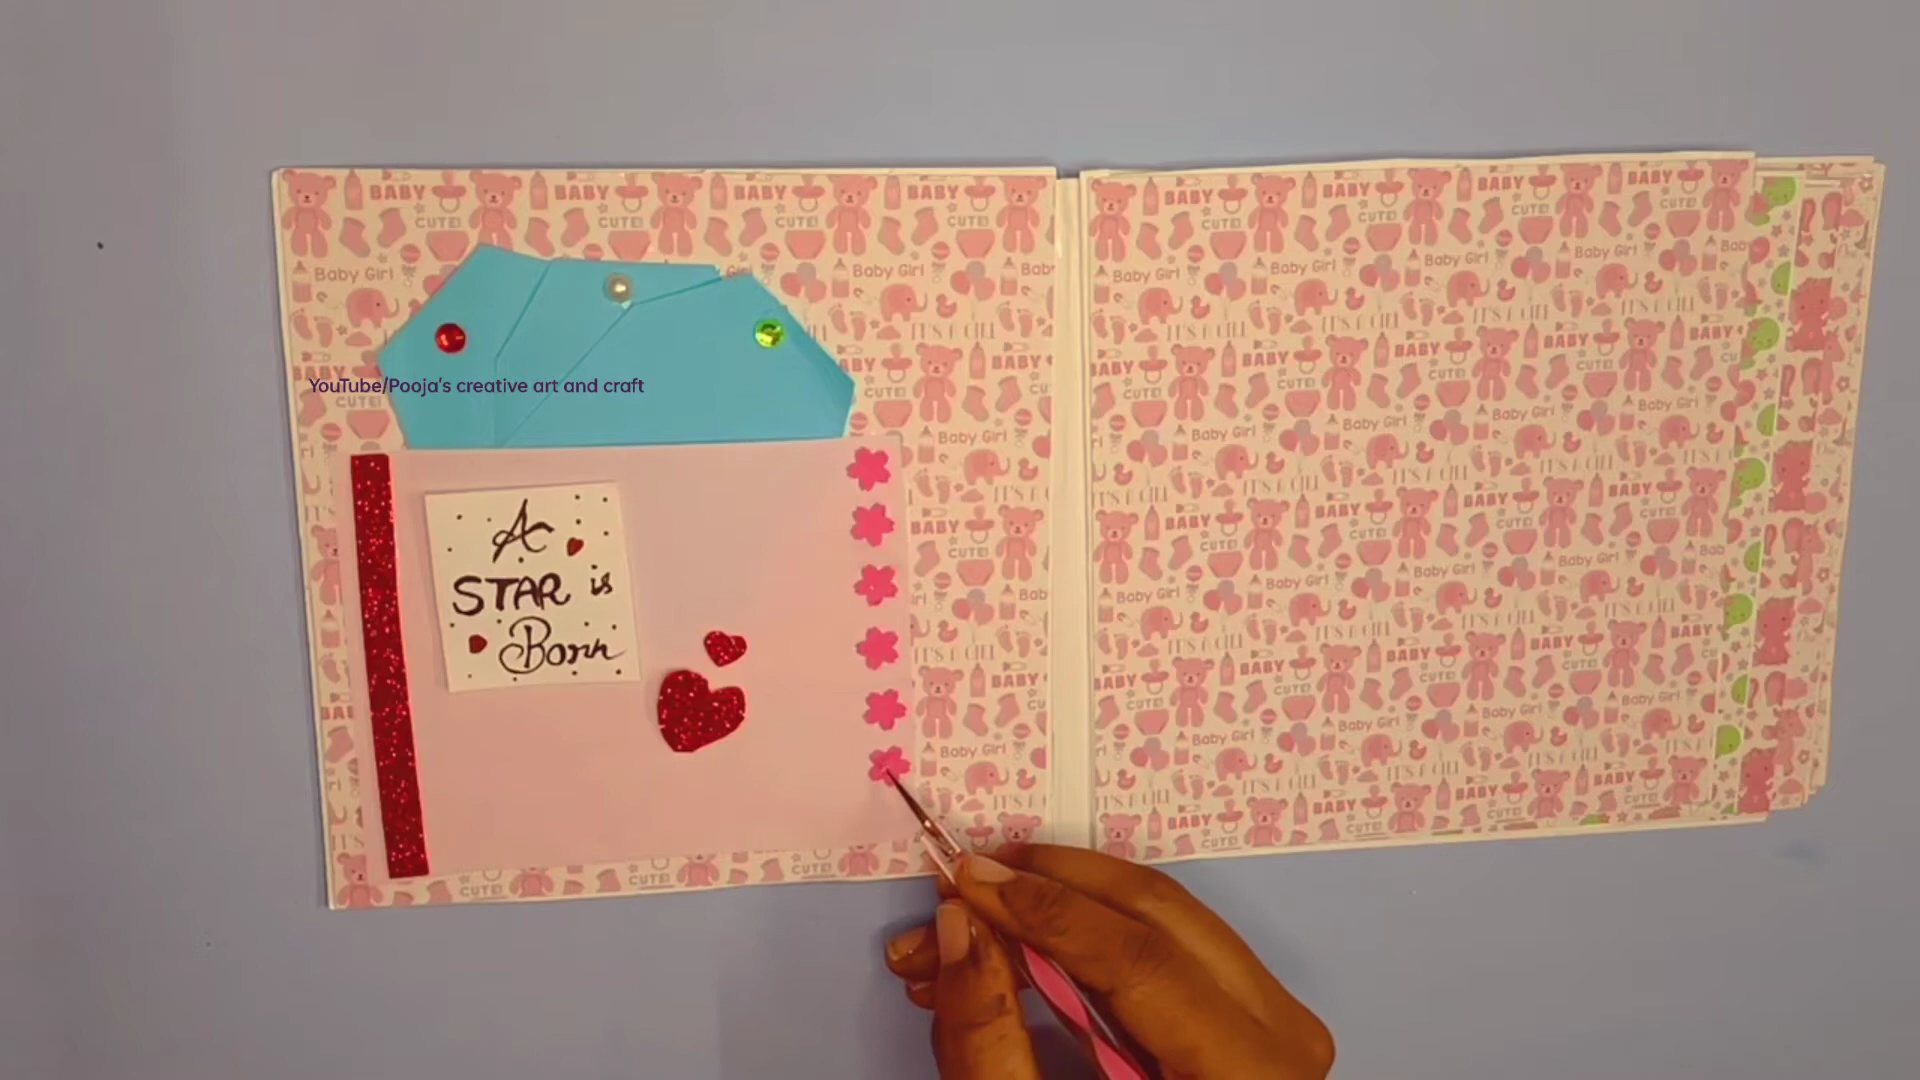 BABY CUTE!
Baby Girl
IT'S A GIRL
YouTube/Pooja's creative art and craft
A
STAR is
Born